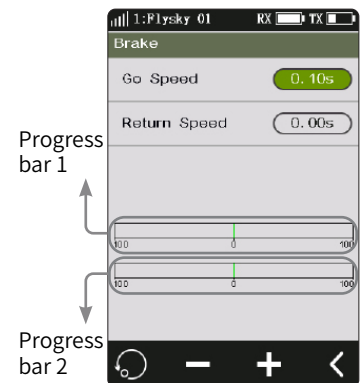 1:Flysky 01 RX TX
Brake
Go Speed 0.10s
Return Speed 0.00s
Progress
bar 1
100 0 100
100 0 100
Progress
bar 2